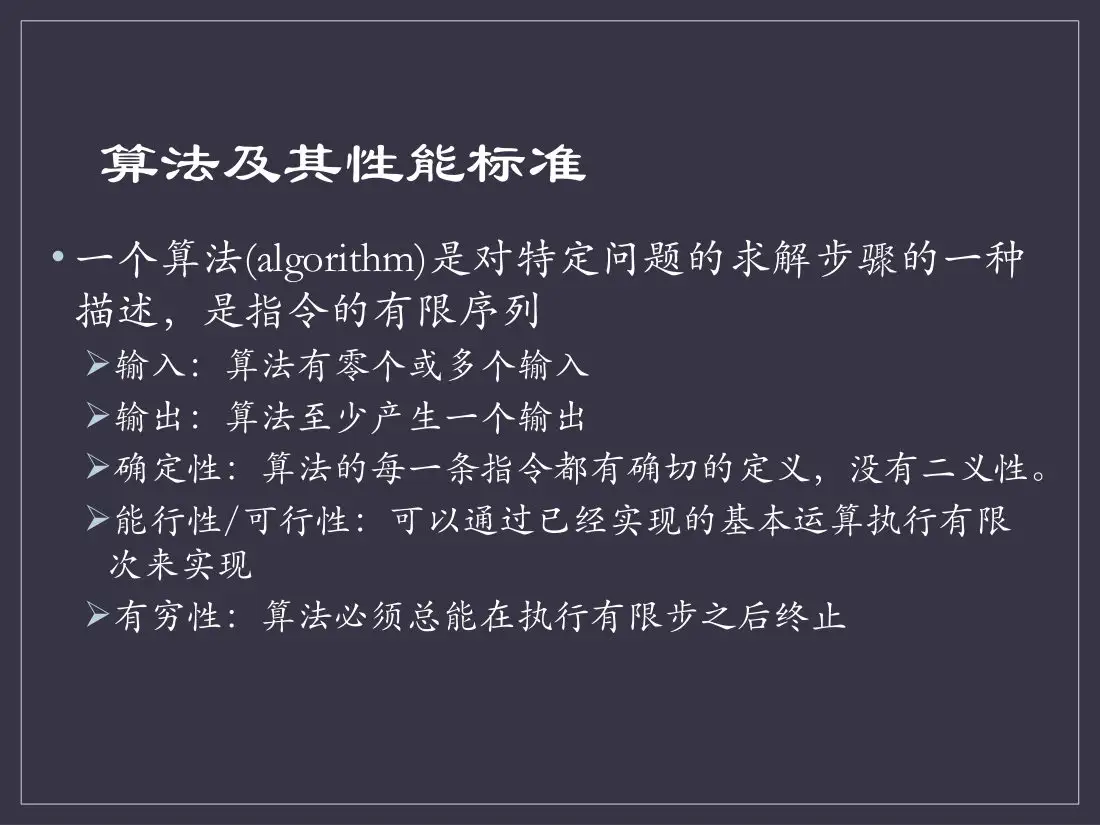 算法及其性能标准
•一个算法(algorithm)是对特定问题的求解步骤的一种
描述，是指令的有限序列
➢输入：算法有零个或多个输入
➢输出：算法至少产生一个输出
➢确定性：算法的每一条指令都有确切的定义，没有二义性。
➢能行性/可行性：可以通过已经实现的基本运算执行有限
次来实现
➢有穷性：算法必须总能在执行有限步之后终止